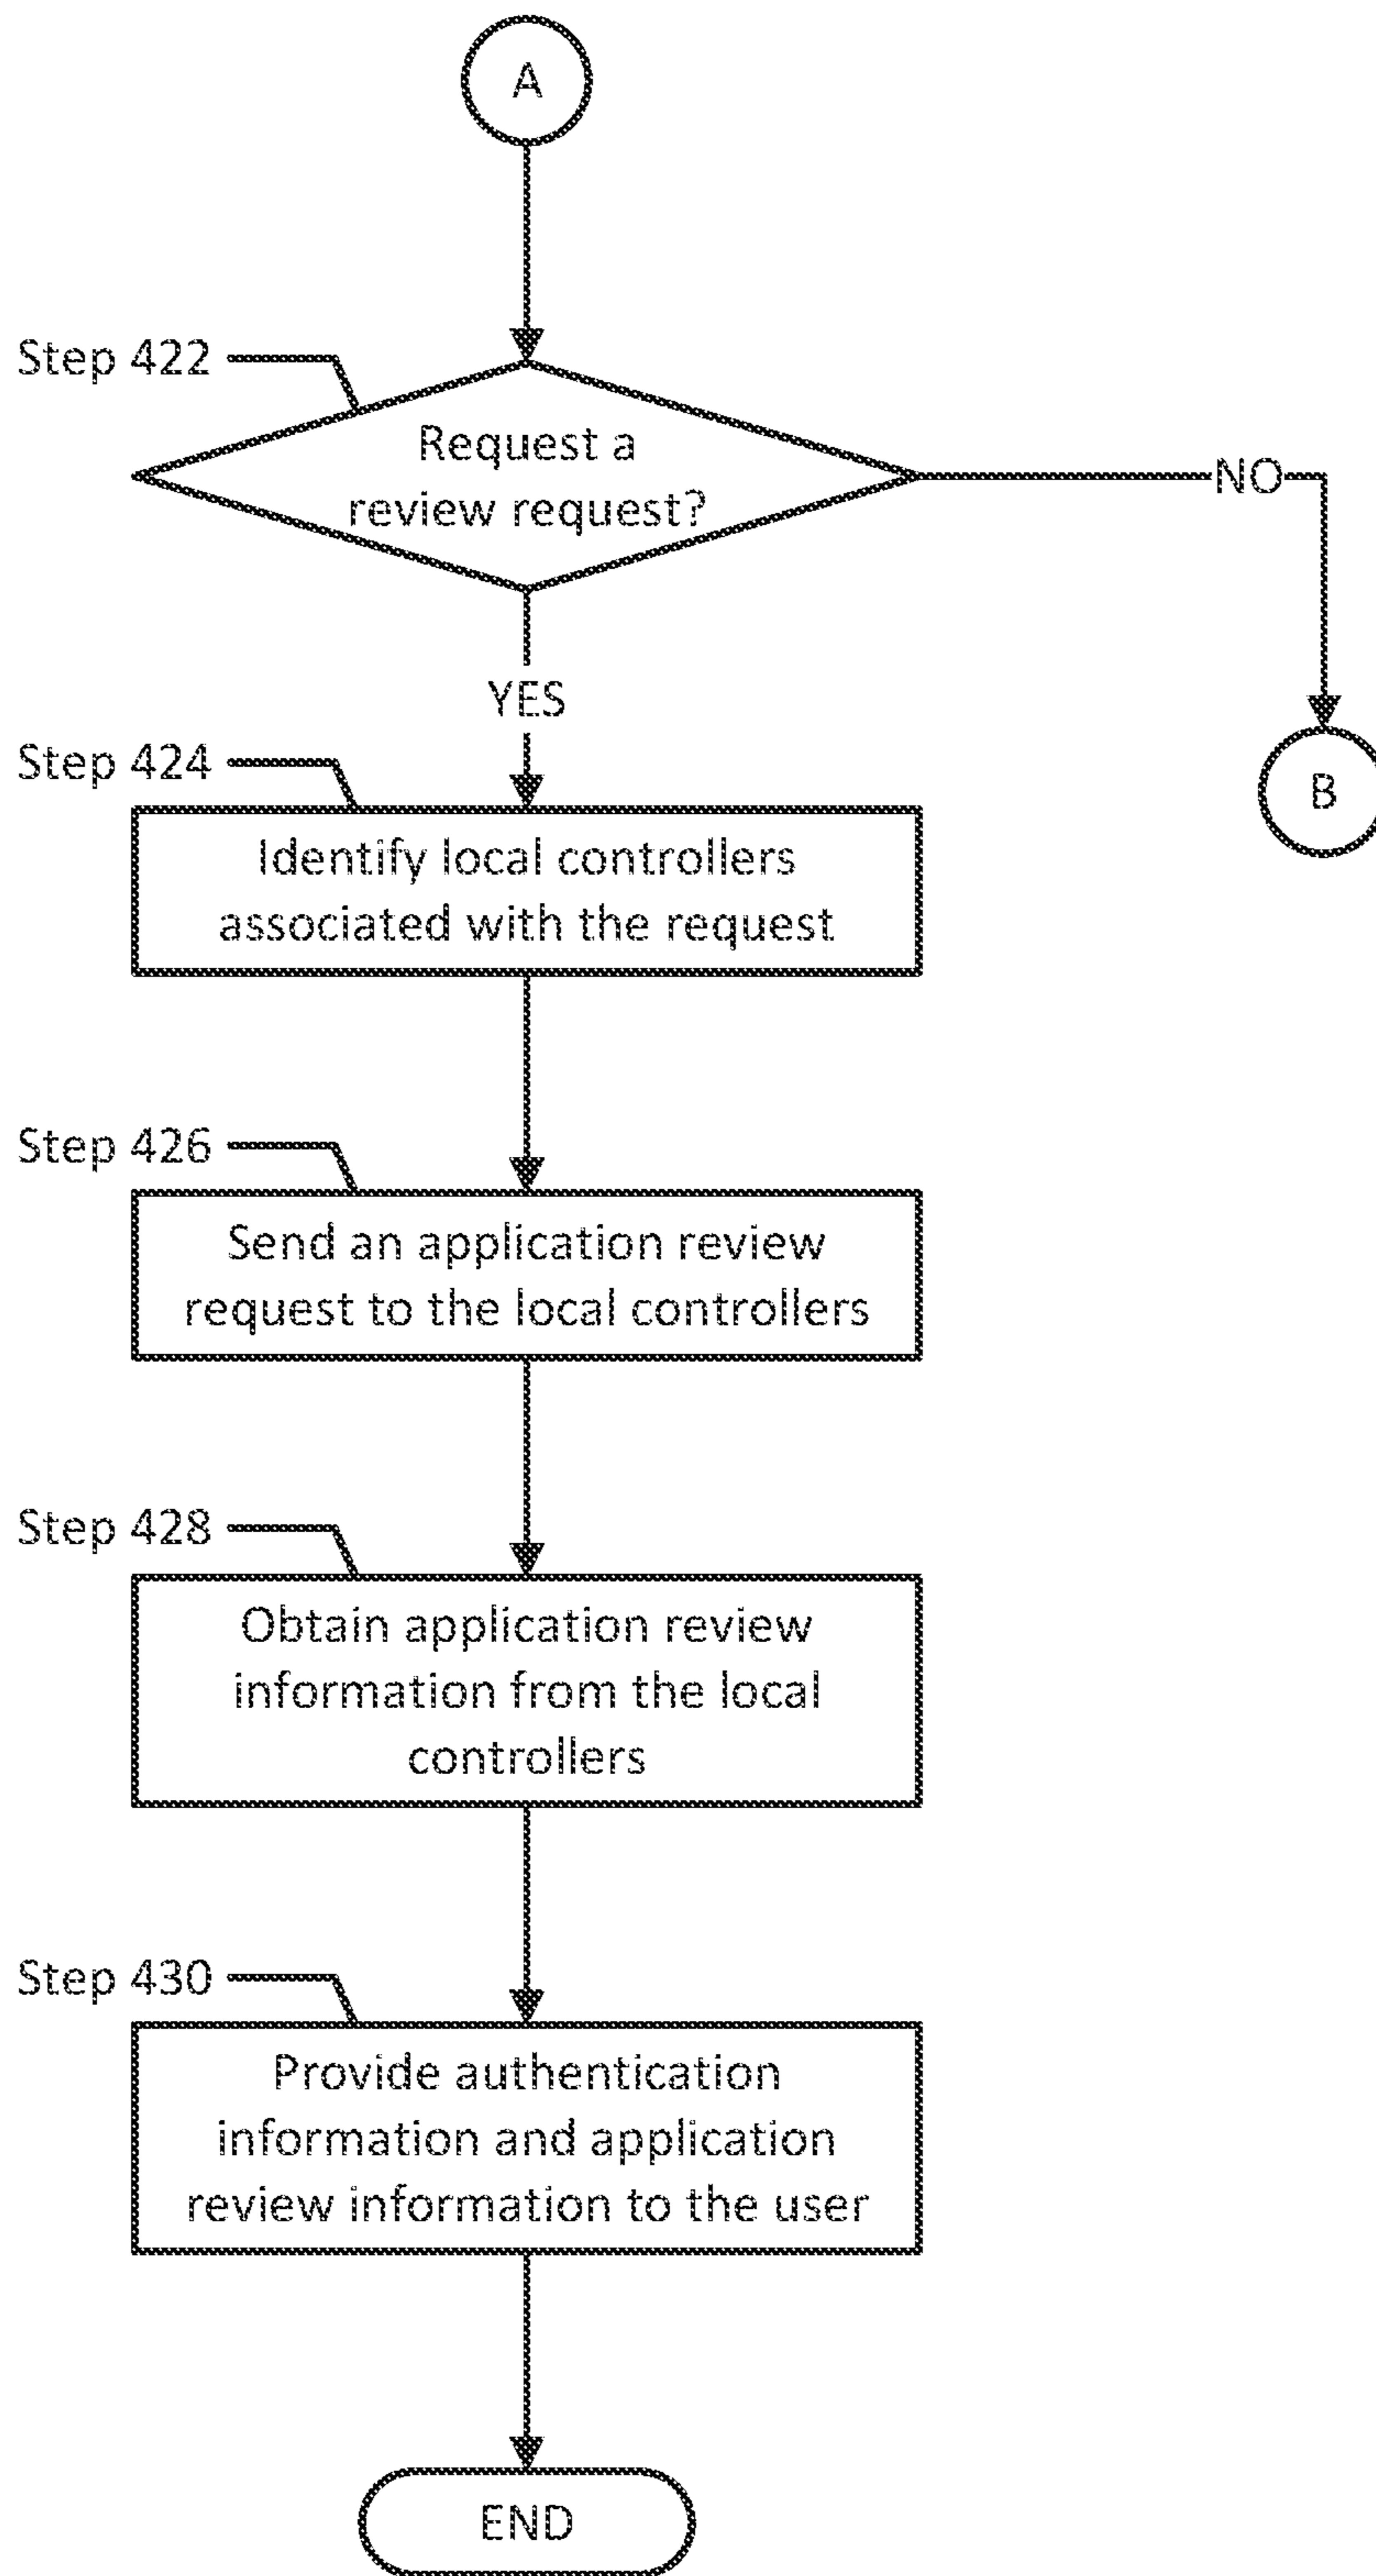 A
Step 422
Request a
review request?
NO
YES
Step 424
B
Identify local controllers
associated with the request
Step 426
Send an application review
request to the local controllers
Step 428
Obtain application review
information from the local
controllers
Step 430
Provide authentication
information and application
review information to the user
END